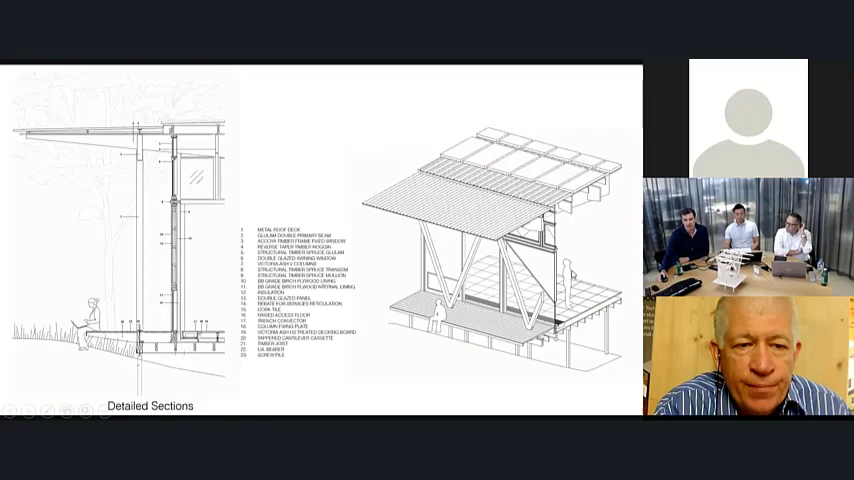 1. METAL ROOF DECK
2. GLULAM DOUBLE PRIMARY BEAM
3. ACCOYA TIMBER FRAME FIXED WINDOW
4. REVERSE TAPER TIMBER NOGGIN
5. STRUCTURAL TIMBER SPRUCE GLULAM
6. DOUBLE GLAZED AWNING WINDOW
7. VICTORIA ASH V COLUMNS
8. STRUCTURAL TIMBER SPRUCE TRANSOM
9. STRUCTURAL TIMBER SPRUCE MULLION
10. BB GRADE BIRCH PLYWOOD LINING
11. BB GRADE BIRCH PLYWOOD INTERNAL LINING
12. INSULATION
13. DOUBLE GLAZED PANEL
14. REBATE FOR SERVICES RETICULATION
15. CORK TILE
16. RAISED ACCESS FLOOR
17. TRENCH CONVECTOR
18. COLUMN FIXING PLATE
19. VICTORIA ASH H3 TREATED DECKING BOARD
20. TAPPERED CANTILEVER CASSETTE
21. TIMBER JOIST
22. LVL BEARER
23. SCREW PILE
Detailed Sections